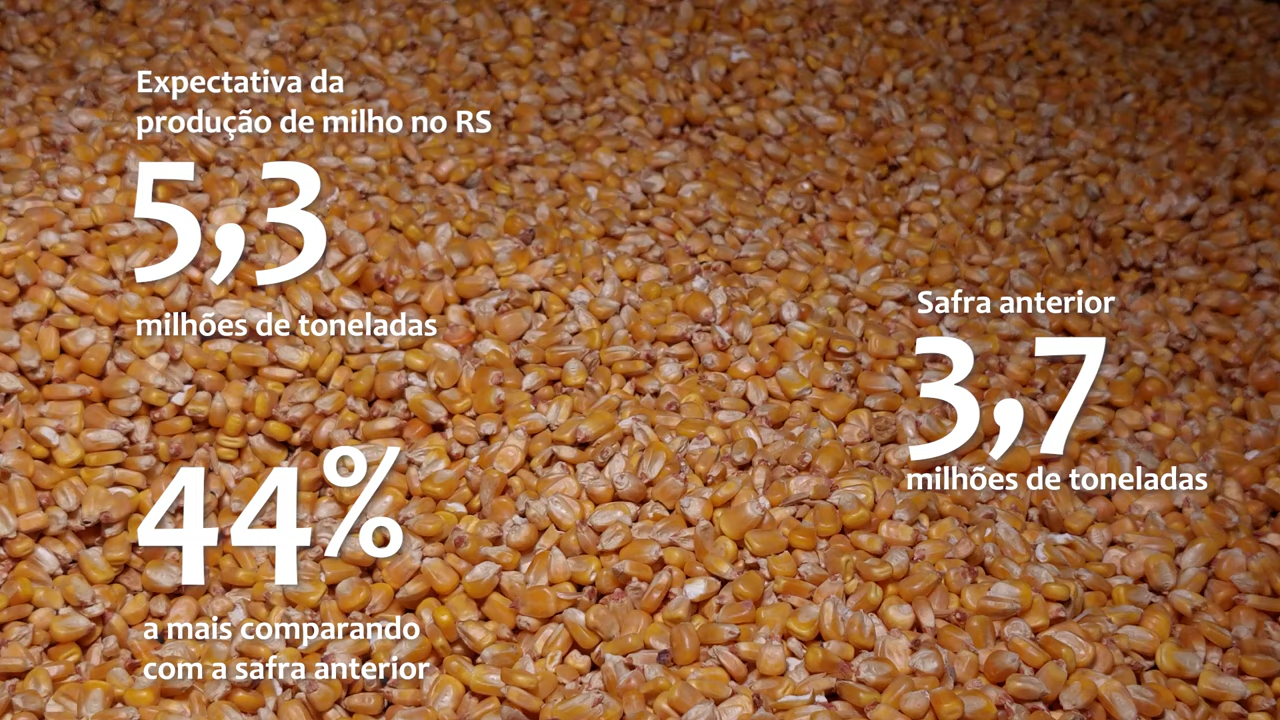 Expectativa da
produção de milho no RS
5,3
milhões de toneladas
44%
a mais comparando
com a safra anterior
Safra anterior
3,7
milhões de toneladas